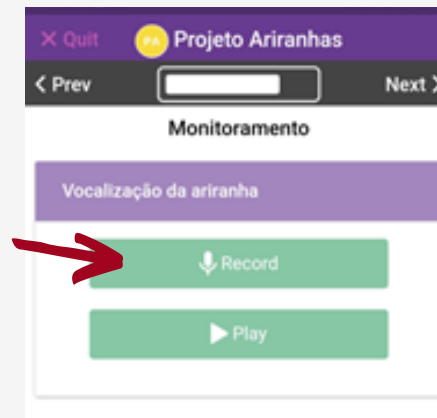 × Quit PA Projeto Ariranhas
< Prev Next >
Monitoramento
Vocalização da ariranha
Record
Play